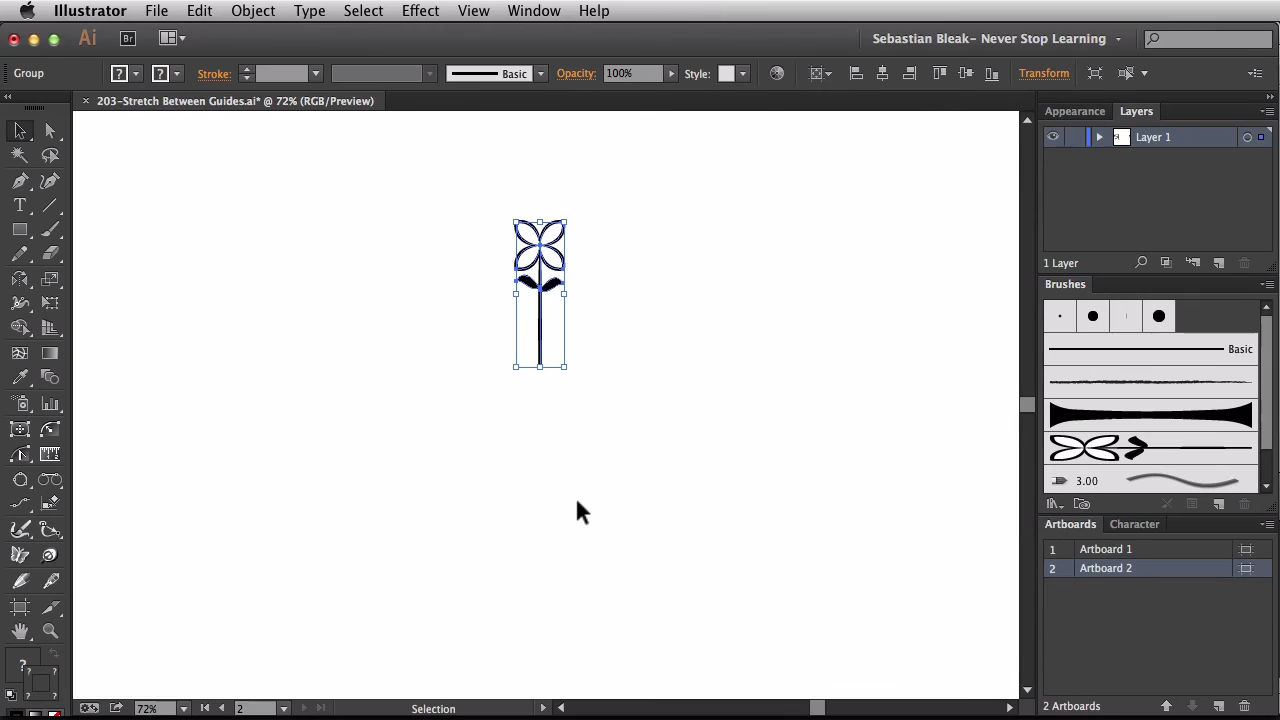 Illustrator File Edit Object Type Select Effect View Window Help
Ai Br Sebastian Bleak- Never Stop Learning
Group ? ? Stroke: Basic Opacity: 100% Style: Transform
× 203-Stretch Between Guides.ai* @ 72% (RGB/Preview)
Appearance Layers
Layer 1
T
1 Layer
Brushes
Basic
3.00
Artboards Character
1 Artboard 1
2 Artboard 2
?
? ?
? ?
72% 2 Selection
2 Artboards